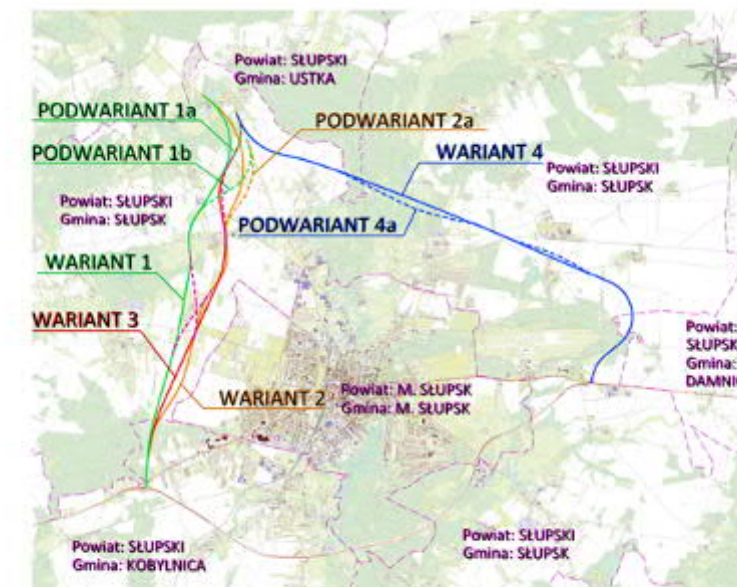 Powiat: SŁUPSKI
Gmina: USTKA
PODWARIANT 1a
PODWARIANT 2a
PODWARIANT 1b
WARIANT 4
Powiat: SŁUPSKI
Gmina: SŁUPSK
Powiat: SŁUPSKI
Gmina: SŁUPSK
PODWARIANT 4a
WARIANT 1
WARIANT 3
Powiat:
SŁUPSK
Gmina:
DAMNI
WARIANT 2
Powiat: M. SŁUPSK
Gmina: M. SŁUPSK
Powiat: SŁUPSKI
Gmina: SŁUPSK
Powiat: SŁUPSKI
Gmina: KOBYLNICA